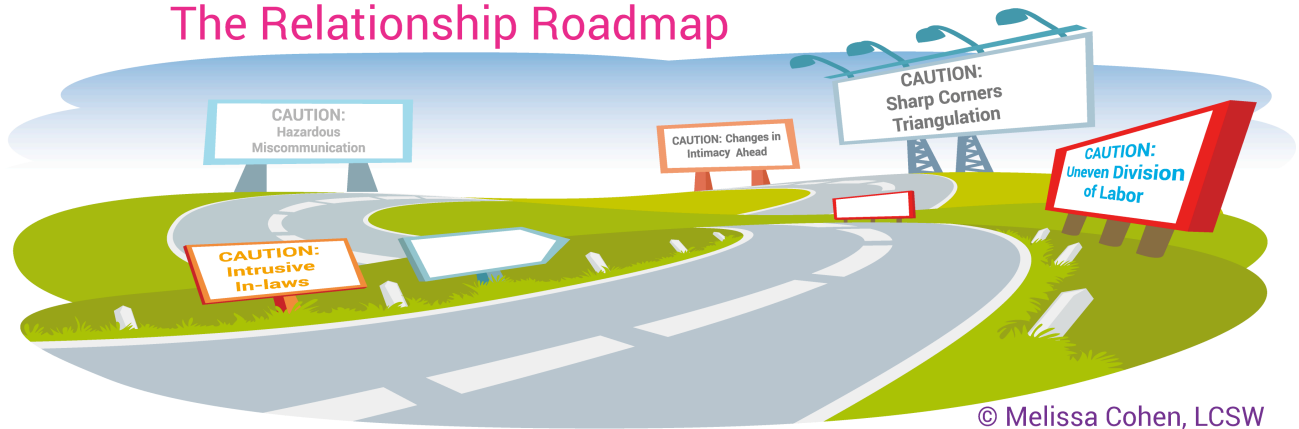 The Relationship Roadmap
CAUTION:
Hazardous
Miscommunication
CAUTION: Changes in
Intimacy Ahead
CAUTION:
Sharp Corners
Triangulation
CAUTION:
Uneven Division
of Labor
CAUTION:
Intrusive
In-laws
© Melissa Cohen, LCSW